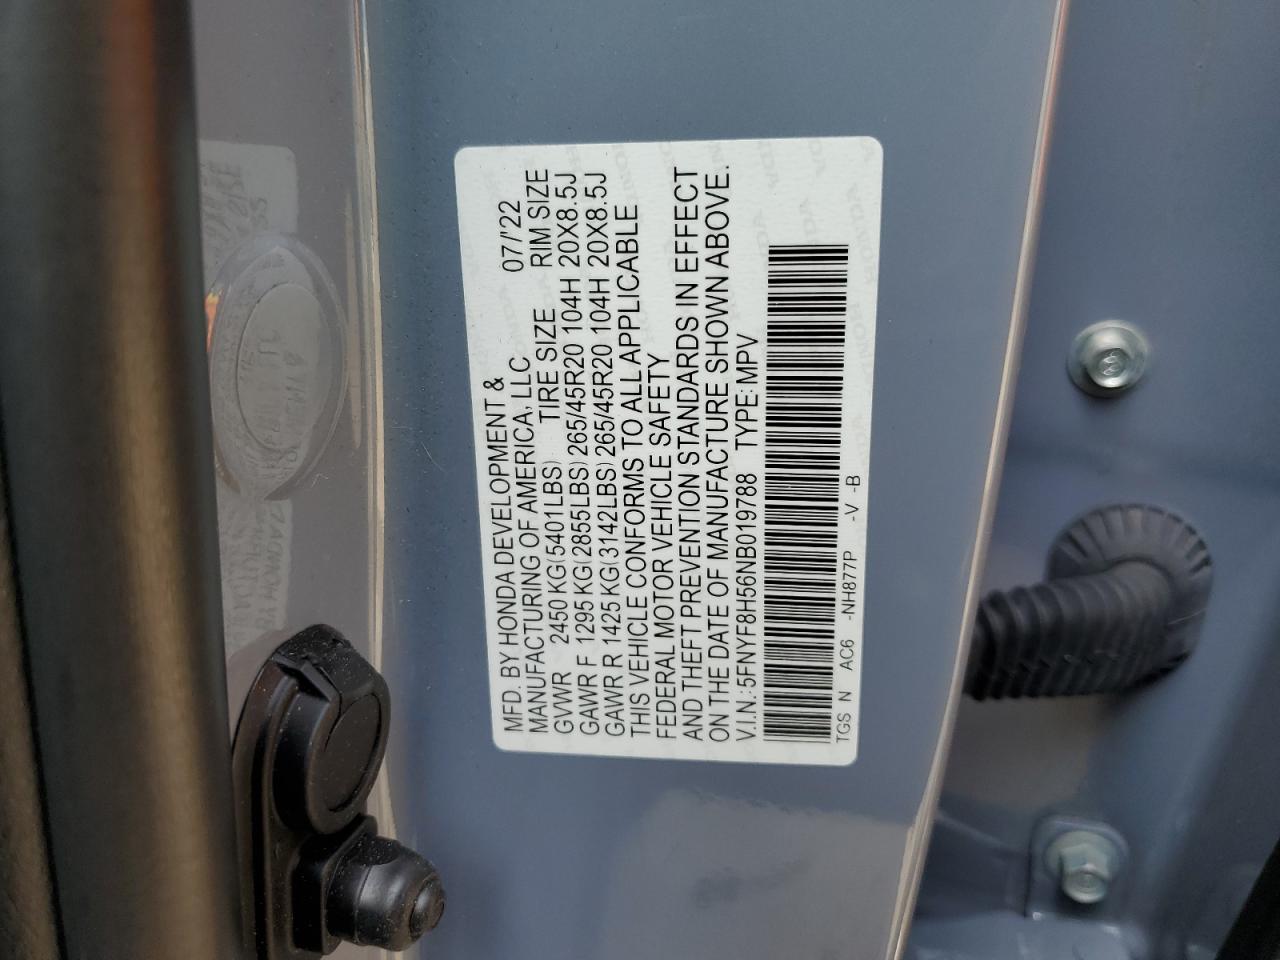 MFD. BY HONDA DEVELOPMENT &
MANUFACTURING OF AMERICA, LLC 07/'22
GVWR 2450 KG(5401LBS) TIRE SIZE RIM SIZE
GAWR F 1295 KG(2855LBS) 265/45R20 104H 20X8.5J
GAWR R 1425 KG(3142LBS) 265/45R20 104H 20X8.5J
THIS VEHICLE CONFORMS TO ALL APPLICABLE
FEDERAL MOTOR VEHICLE SAFETY
AND THEFT PREVENTION STANDARDS IN EFFECT
ON THE DATE OF MANUFACTURE SHOWN ABOVE.
V.I.N.: 5FNYF8H56NB019788 TYPE: MPV
TGS N AC6 -NH877P -V -B